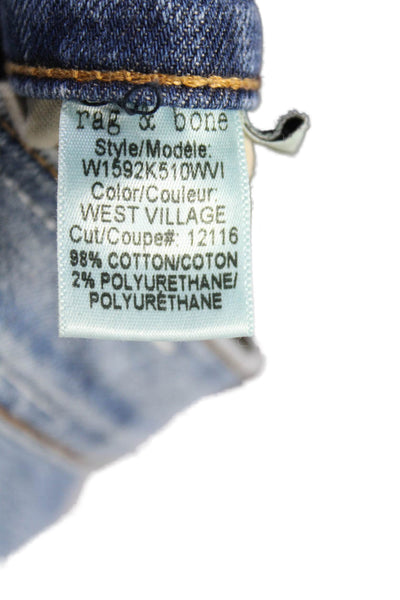 rag & bone
Style/Modèle:
W1592K510WVI
Color/Couleur:
WEST VILLAGE
Cut/Coupe#: 12116
98% COTTON/COTON
2% POLYURETHANE/
POLYURÉTHANE